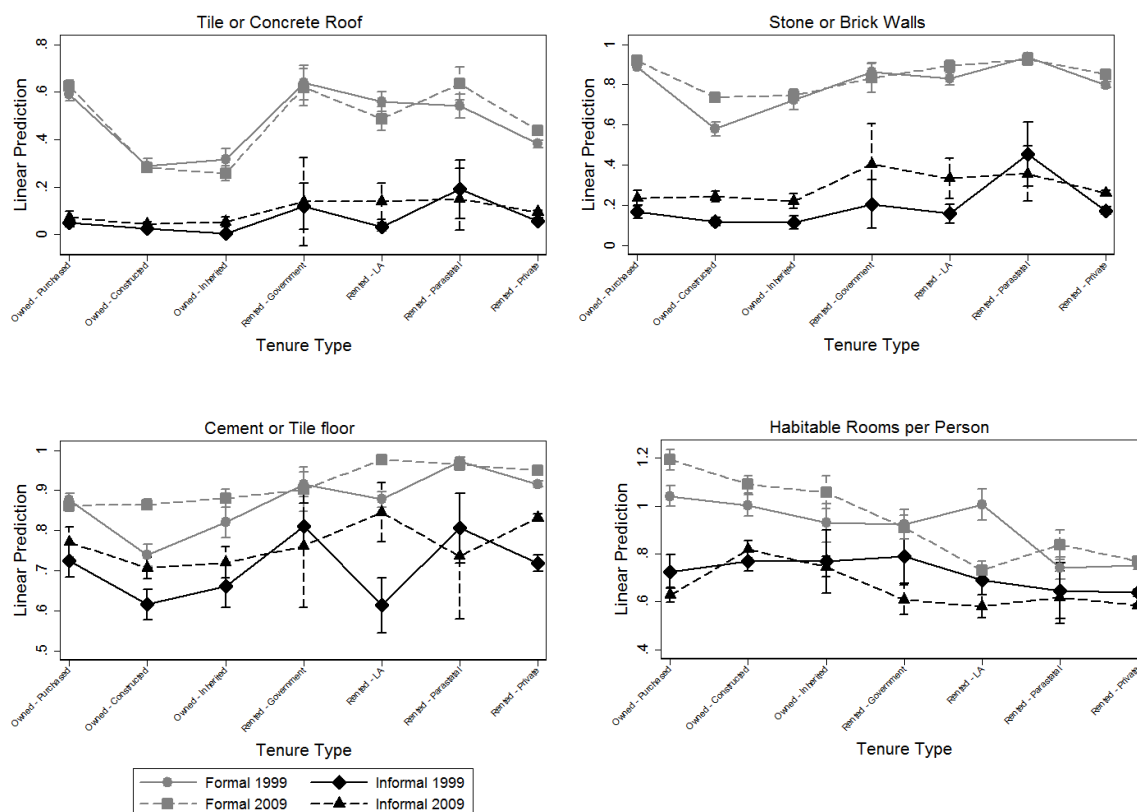 Tile or Concrete Roof
Linear Prediction
.8
.6
.4
.2
0
Owned - Purchased
Owned - Constructed
Owned - Inherited
Rented - Government
Rented - LA
Rented - Parastatal
Rented - Private
Tenure Type
Stone or Brick Walls
Linear Prediction
1
.8
.6
.4
.2
0
Owned - Purchased
Owned - Constructed
Owned - Inherited
Rented - Government
Rented - LA
Rented - Parastatal
Rented - Private
Tenure Type
Cement or Tile floor
Linear Prediction
1
.9
.8
.7
.6
.5
Owned - Purchased
Owned - Constructed
Owned - Inherited
Rented - Government
Rented - LA
Rented - Parastatal
Rented - Private
Tenure Type
Habitable Rooms per Person
Linear Prediction
1.2
1
.8
.6
.4
Owned - Purchased
Owned - Constructed
Owned - Inherited
Rented - Government
Rented - LA
Rented - Parastatal
Rented - Private
Tenure Type
Formal 1999 Informal 1999
Formal 2009 Informal 2009